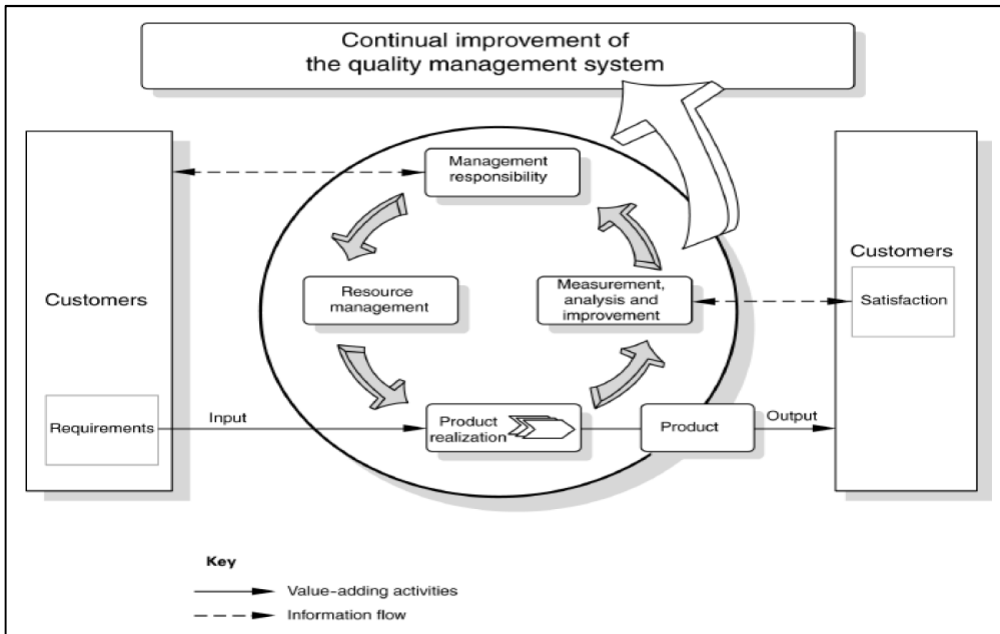 Continual improvement of
the quality management system
Management
responsibility
Customers
Resource
management
Measurement,
analysis and
improvement
Customers
Satisfaction
Requirements
Input
Product
realization
Product
Output
Key
Value-adding activities
Information flow